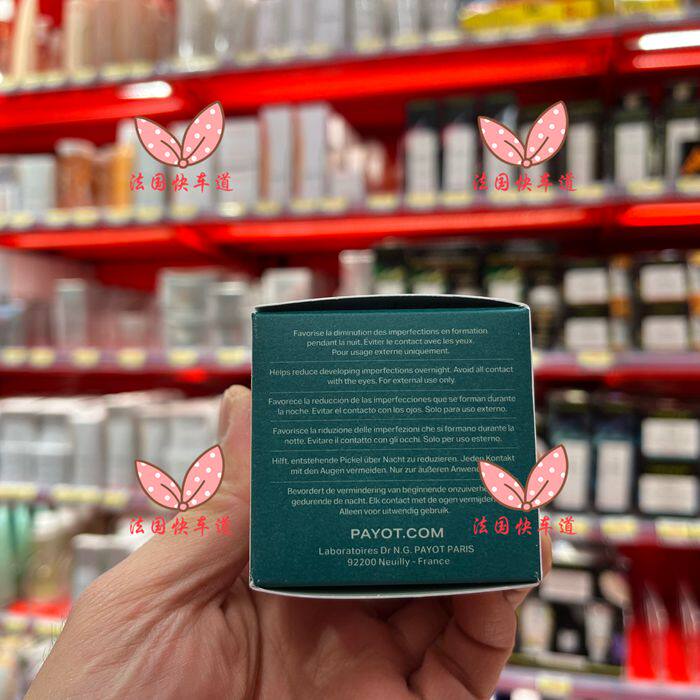 法国快车道
法国快车道
Favorise la diminution des imperfections en formation
pendant la nuit. Éviter le contact avec les yeux.
Pour usage externe uniquement.
Helps reduce developing imperfections overnight. Avoid all contact
with the eyes. For external use only.
Favorece la reducción de las imperfecciones que se forman durante
la noche. Evitar el contacto con los ojos. Solo para uso externo.
Favorisce la riduzione delle imperfezioni che si formano durante la
notte. Evitare il contatto con gli occhi. Solo per uso esterno.
Hilft, entstehende Pickel über Nacht zu reduzieren. Jeden Kontakt
mit den Augen vermeiden. Nur zur äußeren
Bevordert de vermindering van beginnende
gedurende de nacht. Elk contact met de ogen
Alleen voor uitwendig gebruik.
法国快车道
法国快车道
PAYOT.COM
Laboratoires Dr N.G. PAYOT PARIS
92200 Neuilly - France